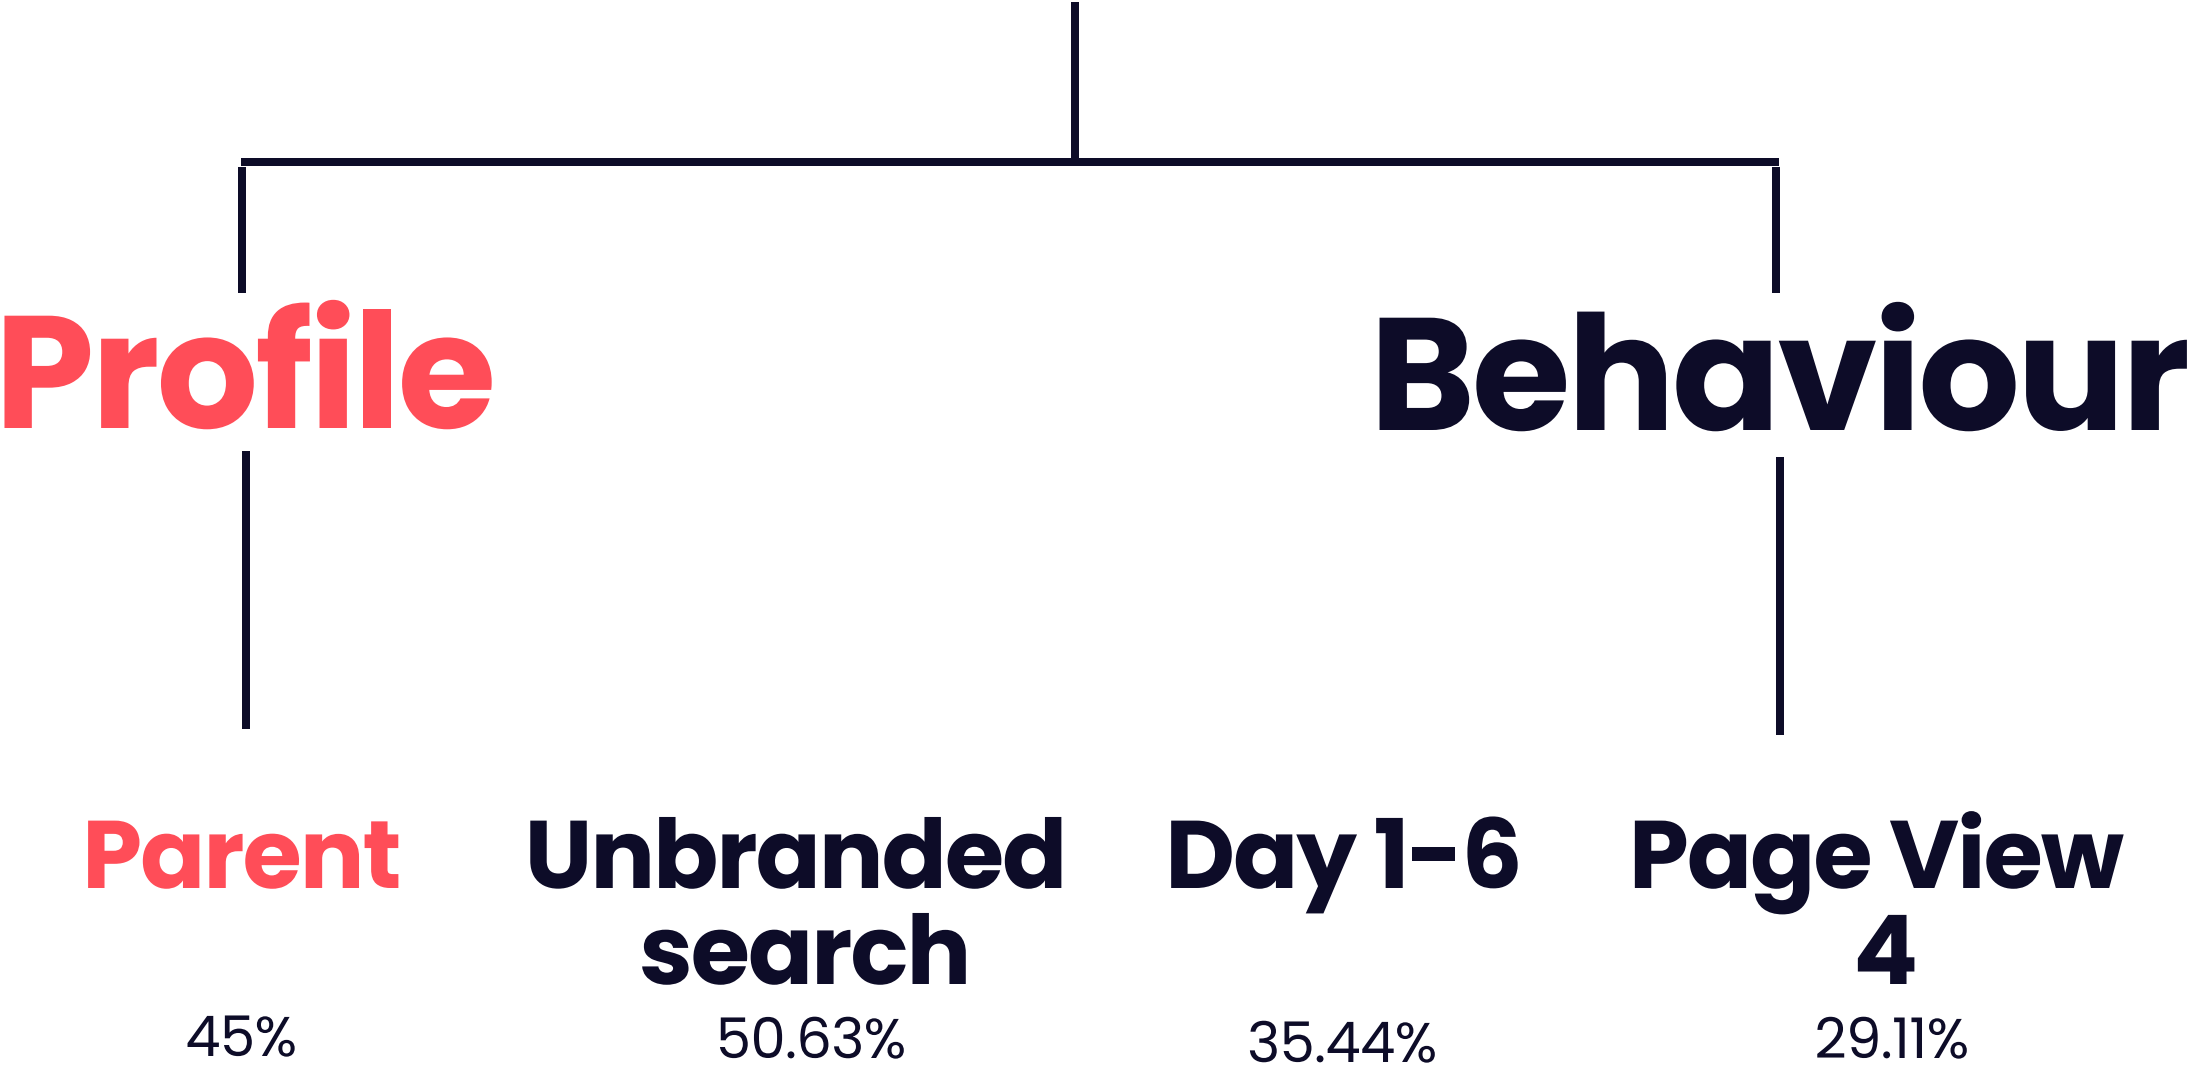 Profile
Behaviour
Parent
Unbranded
search
Day 1-6
Page View
4
45%
50.63%
35.44%
29.11%